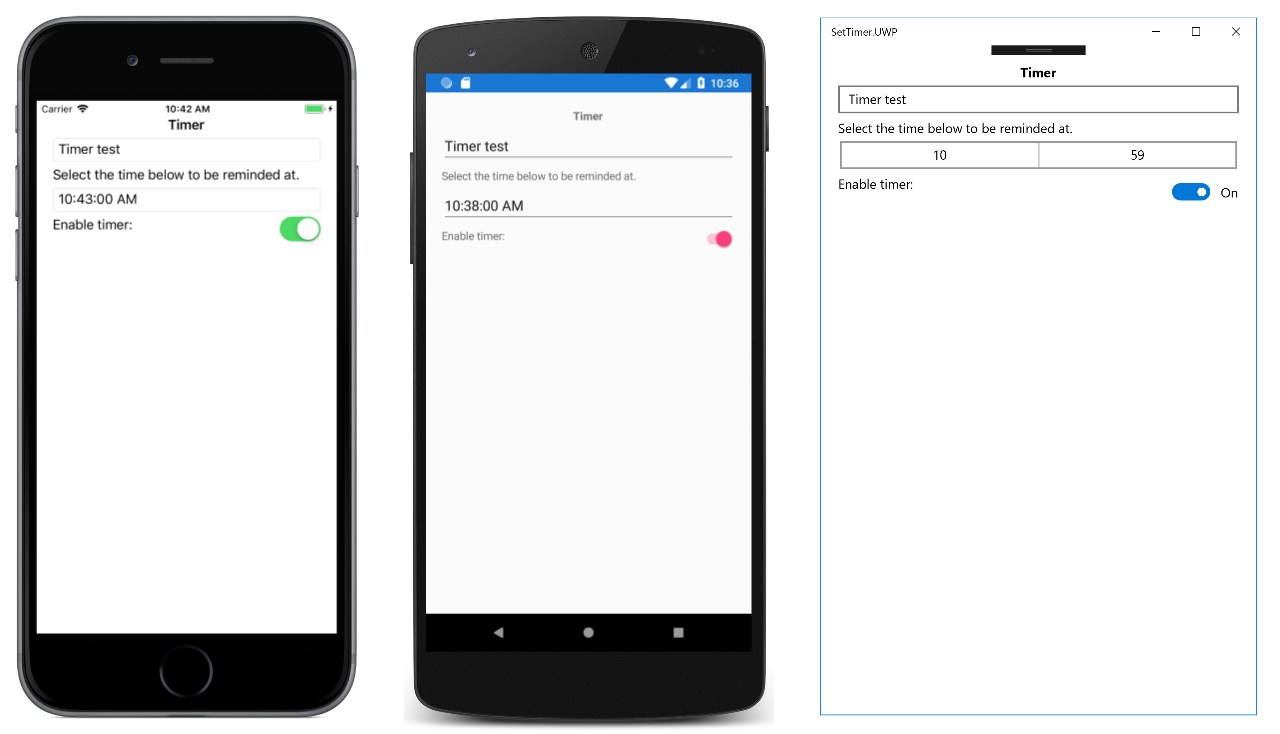 Carrier
10:42 AM
Timer
Timer test
Select the time below to be reminded at.
10:43:00 AM
Enable timer:
10:36
Timer
Timer test
Select the time below to be reminded at.
10:38:00 AM
Enable timer:
SetTimer.UWP
Timer
Timer test
Select the time below to be reminded at.
10 59
Enable timer:
On